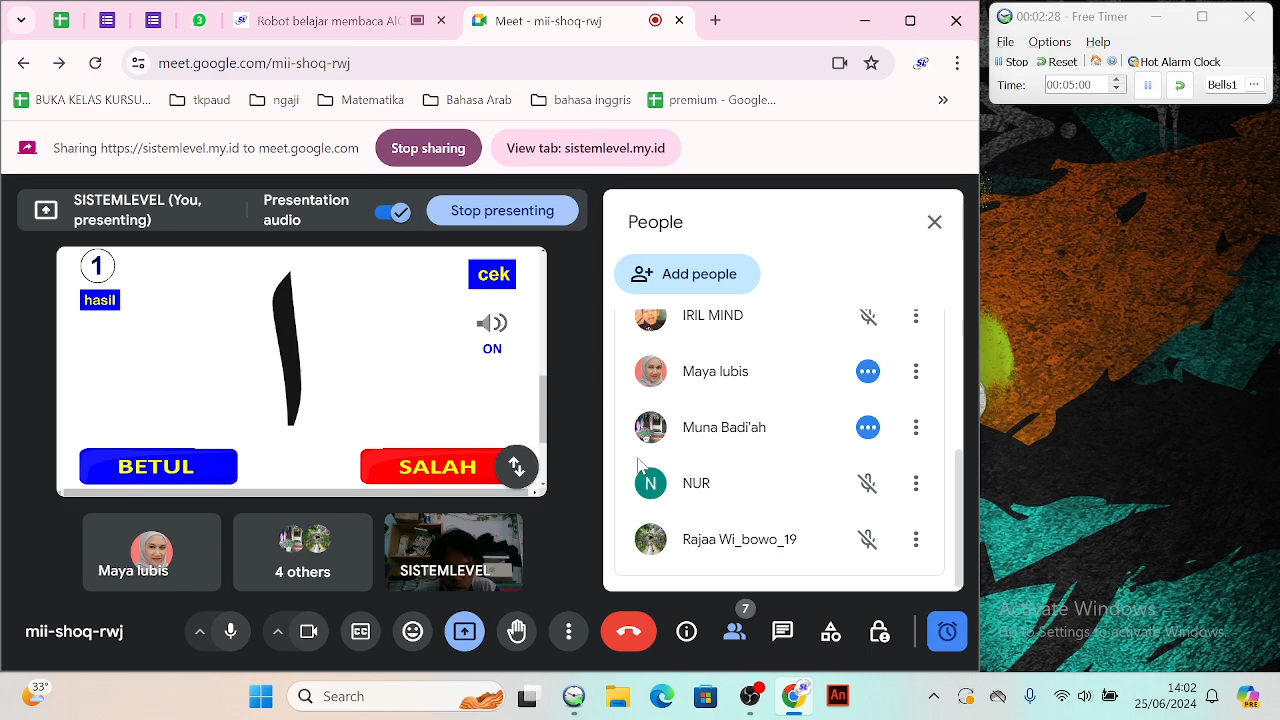 3
Robot belajar membaca Alt
Meet - mii-shoq-rwj
meet.google.com/mii-shoq-rwj
BUKA KELAS KURSU...
tkpaud
ngaji
Matematika
Bahasa Arab
bahasa inggris
premium - Google...
Sharing https://sistemlevel.my.id to meet.google.com
Stop sharing
View tab: sistemlevel.my.id
00:02:28 - Free Timer
File Options Help
Stop Reset Hot Alarm Clock
Time: 00:05:00 Bells1 ...
SISTEMLEVEL (You,
presenting)
Presentation
audio
Stop presenting
1
hasil
ا
cek
ON
BETUL
SALAH
Maya lubis
4 others
SISTEMLEVEL
People
Add people
IRIL MIND
Maya lubis
Muna Badi'ah
N NUR
Rajaa Wi_bowo_19
mii-shoq-rwj
7
Activate Windows
Go to Settings to activate Windows.
33°
Search
An
14:02
25/06/2024
PRE